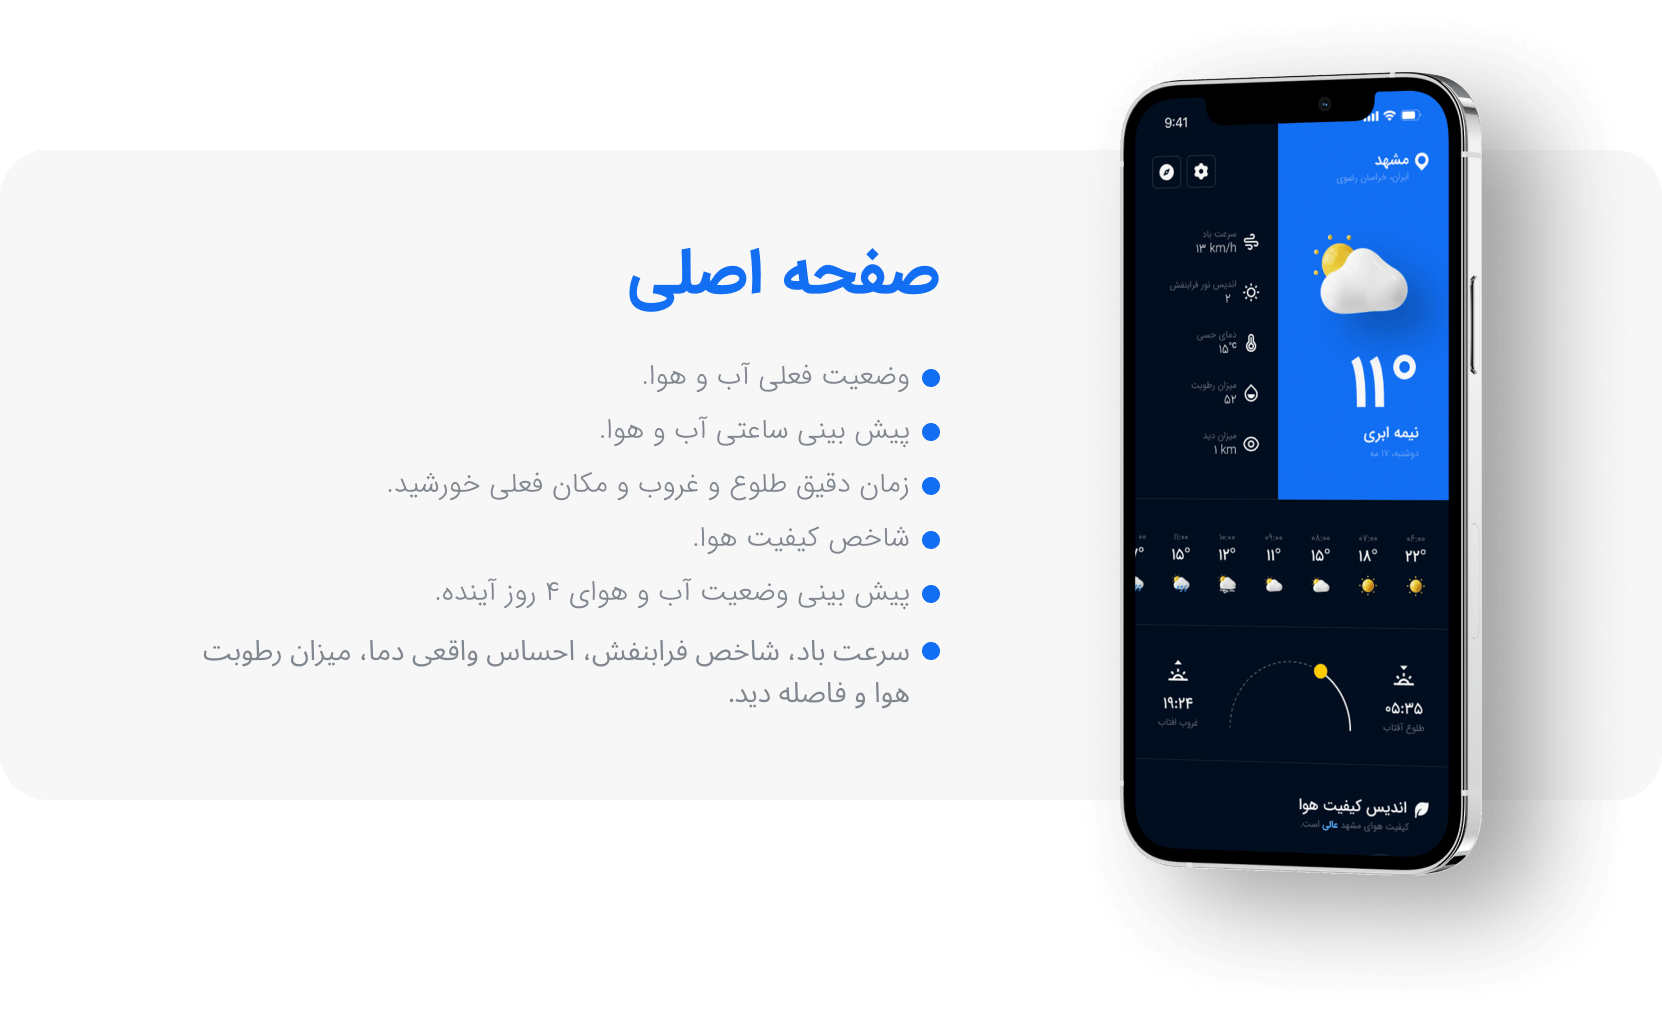 صفحه اصلی
وضعیت فعلی آب و هوا.
پیش بینی ساعتی آب و هوا.
زمان دقیق طلوع و غروب و مکان فعلی خورشید.
شاخص کیفیت هوا.
پیش بینی وضعیت آب و هوای ۴ روز آینده.
سرعت باد، شاخص فرابنفش، احساس واقعی دما، میزان رطوبت
هوا و فاصله دید.
9:41
مشهد
ایران، خراسان رضوی
۱۱°
نیمه ابری
دوشنبه، ۱۷ مه
سرعت باد
۱۳ km/h
اندیس نور فرابنفش
۲
دمای حسی
۱۵°c
میزان رطوبت
۵۲
میزان دید
۱ km
۰۶:۰۰ ۰۷:۰۰ ۰۸:۰۰ ۰۹:۰۰ ۱۰:۰۰ ۱۱:۰۰ ۰۰
۲۲° ۱۸° ۱۵° ۱۱° ۱۲° ۱۵° ۲°
۰۵:۳۵
طلوع آفتاب
۱۹:۲۴
غروب افتاب
اندیس کیفیت هوا
کیفیت هوای مشهد عالی است.